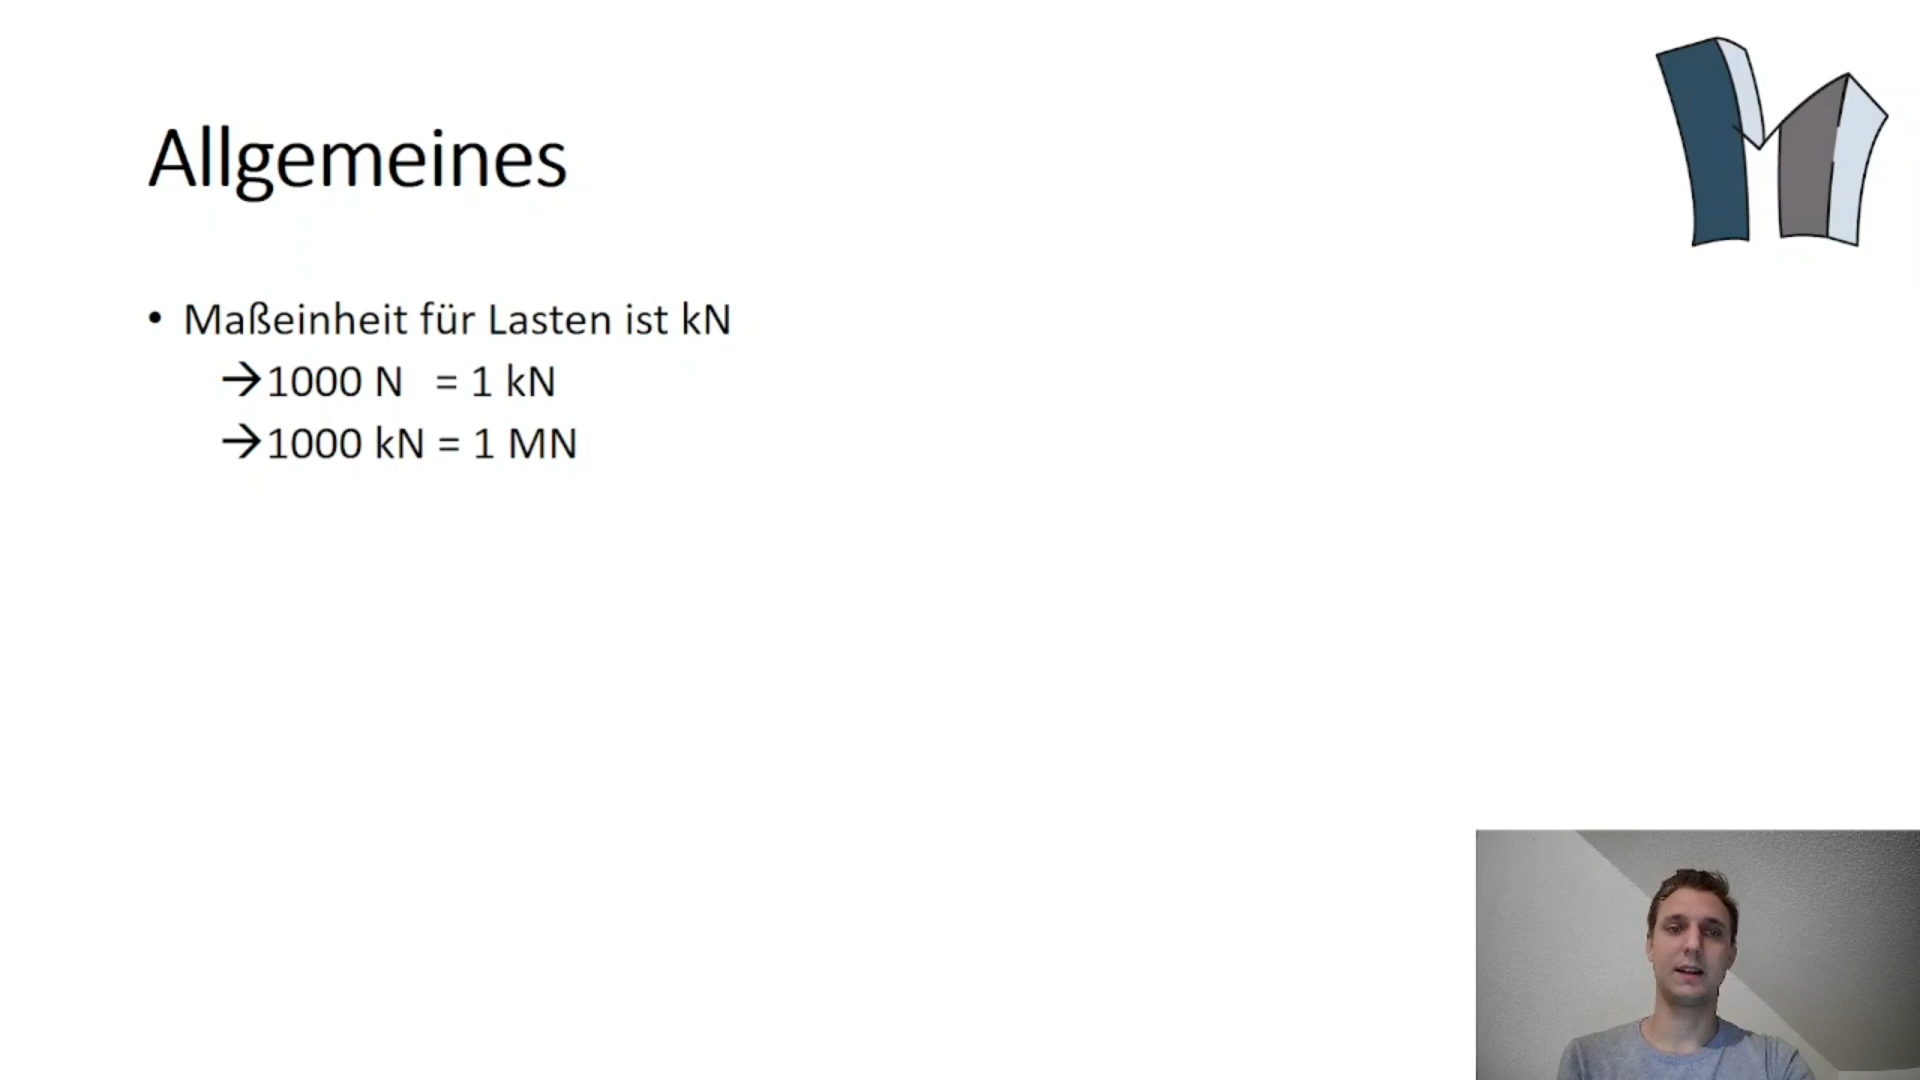 Allgemeines
• Maßeinheit für Lasten ist kN
→1000 N = 1 kN
→1000 kN = 1 MN